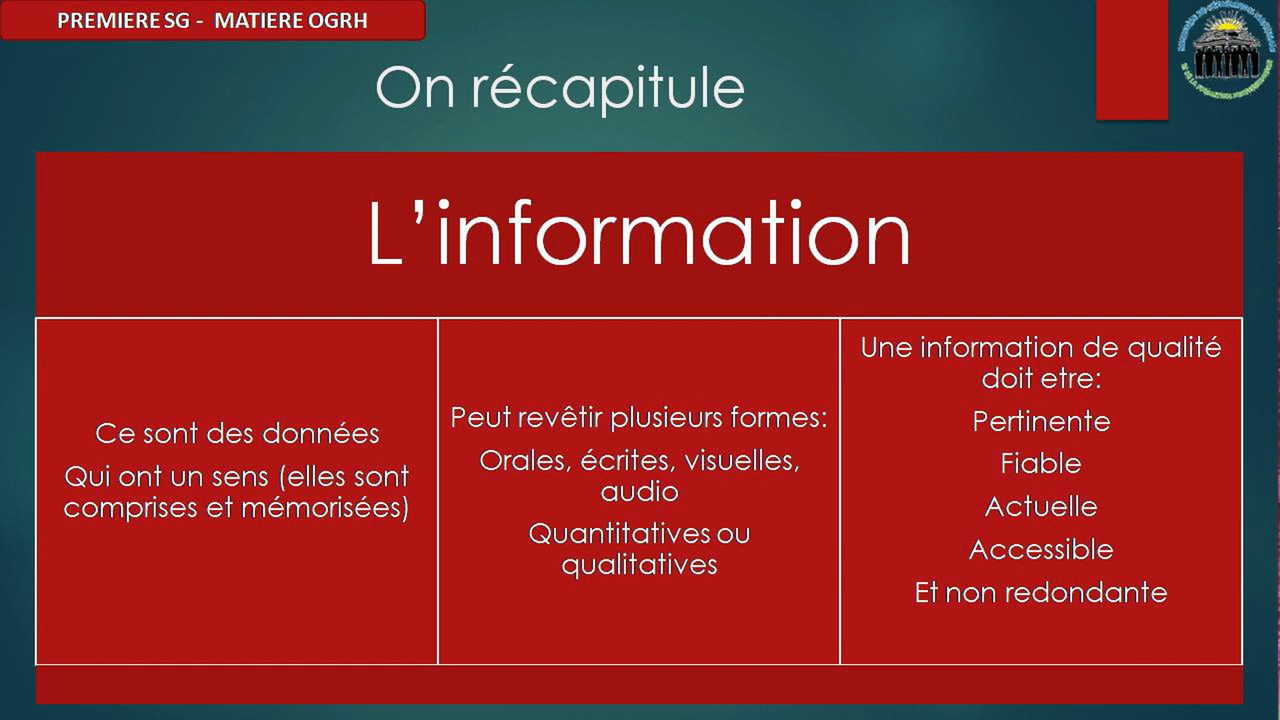 PREMIERE SG - MATIERE OGRH
On récapitule
L’information
Ce sont des données
Qui ont un sens (elles sont
comprises et mémorisées)
Peut revêtir plusieurs formes:
Orales, écrites, visuelles,
audio
Quantitatives ou
qualitatives
Une information de qualité
doit etre:
Pertinente
Fiable
Actuelle
Accessible
Et non redondante